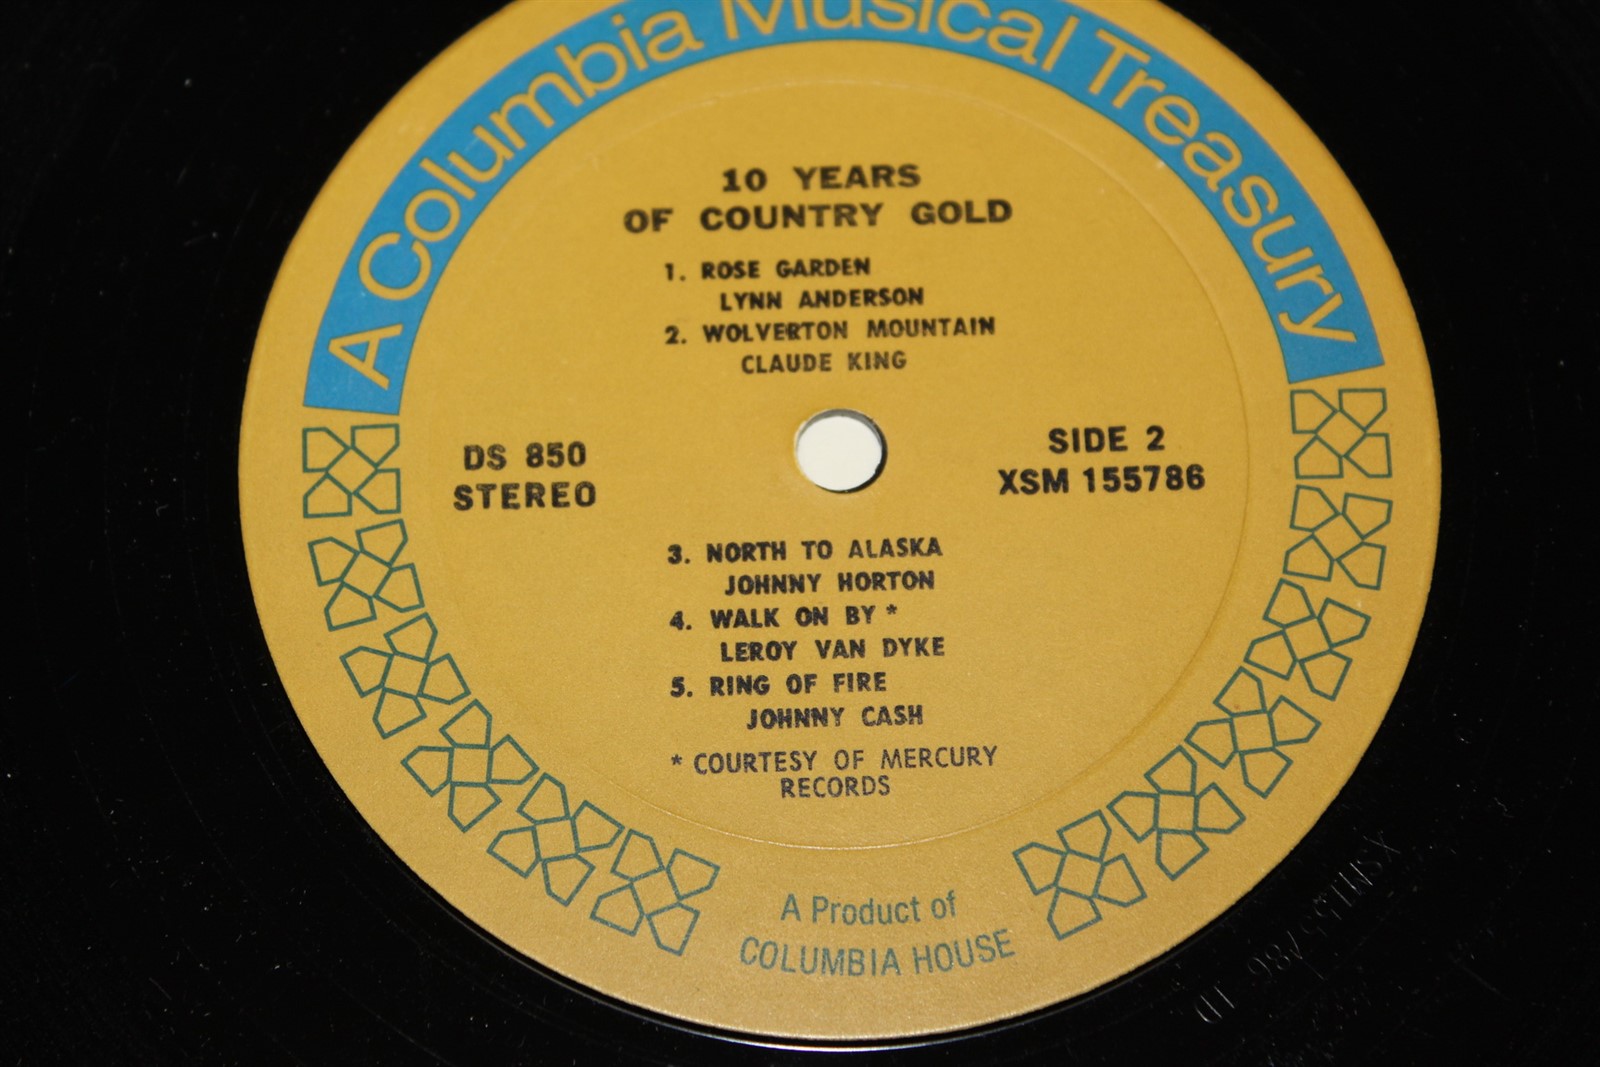 A Columbia Musical Treasury
10 YEARS
OF COUNTRY GOLD
1. ROSE GARDEN
LYNN ANDERSON
2. WOLVERTON MOUNTAIN
CLAUDE KING
DS 850
STEREO
SIDE 2
XSM 155786
3. NORTH TO ALASKA
JOHNNY HORTON
4. WALK ON BY *
LEROY VAN DYKE
5. RING OF FIRE
JOHNNY CASH
* COURTESY OF MERCURY
RECORDS
A Product of
COLUMBIA HOUSE
XSM155786 1D